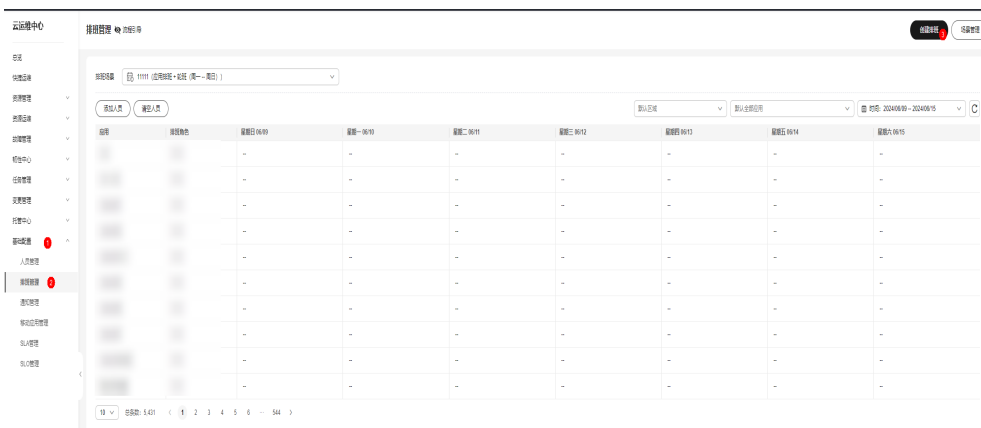 云运维中心
排班管理 流程引导
创建排班 3
场景管理
总览
快捷运维
资源管理
资源运维
故障管理
韧性中心
任务管理
变更管理
托管中心
基础配置 1
人员管理
排班管理 2
通知管理
移动应用管理
SLA管理
SLO管理
排班场景 11111（应用排班+轮班（周一 ~ 周日））
添加人员 清空人员 默认区域 默认全部应用 时间: 2024/06/09 -- 2024/06/15
应用 排班角色 星期日 06/09 星期一 06/10 星期二 06/11 星期三 06/12 星期四 06/13 星期五 06/14 星期六 06/15
-- -- -- -- -- -- --
-- -- -- -- -- -- --
-- -- -- -- -- -- --
-- -- -- -- -- -- --
-- -- -- -- -- -- --
-- -- -- -- -- -- --
-- -- -- -- -- -- --
-- -- -- -- -- -- --
-- -- -- -- -- -- --
-- -- -- -- -- -- --
10 总条数: 5,431 < 1 2 3 4 5 6 ··· 544 >